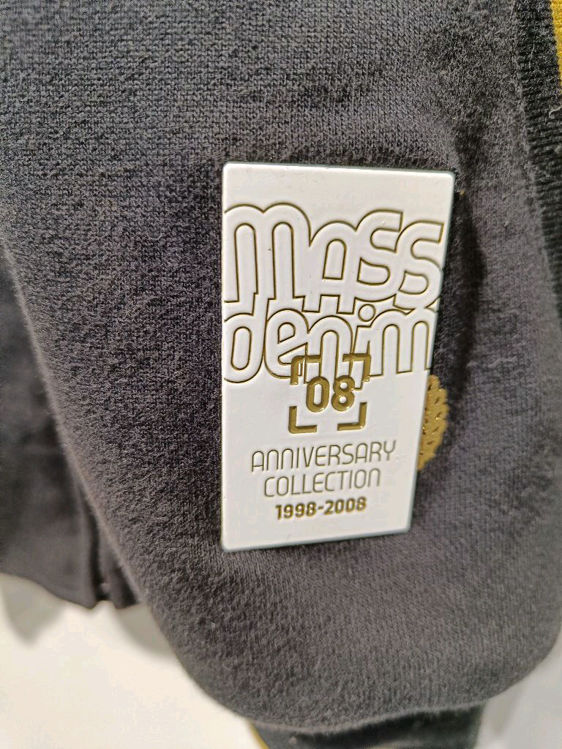 mASS
denim
08
ANNIVERSARY
COLLECTION
1998-2008